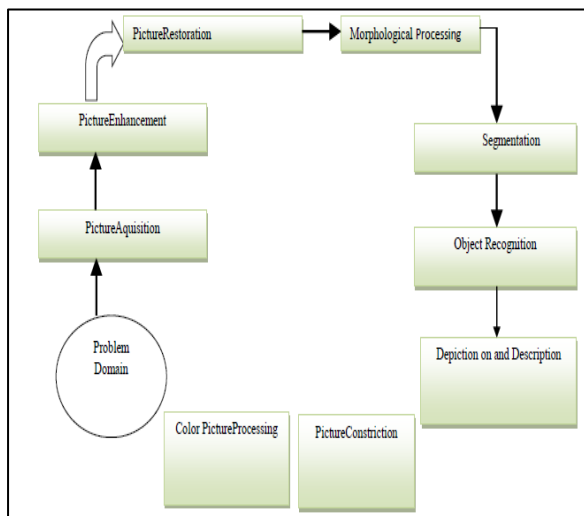 PictureRestoration
Morphological Processing
PictureEnhancement
Segmentation
PictureAquisition
Object Recognition
Problem
Domain
Depiction on and Description
Color PictureProcessing
PictureConstriction